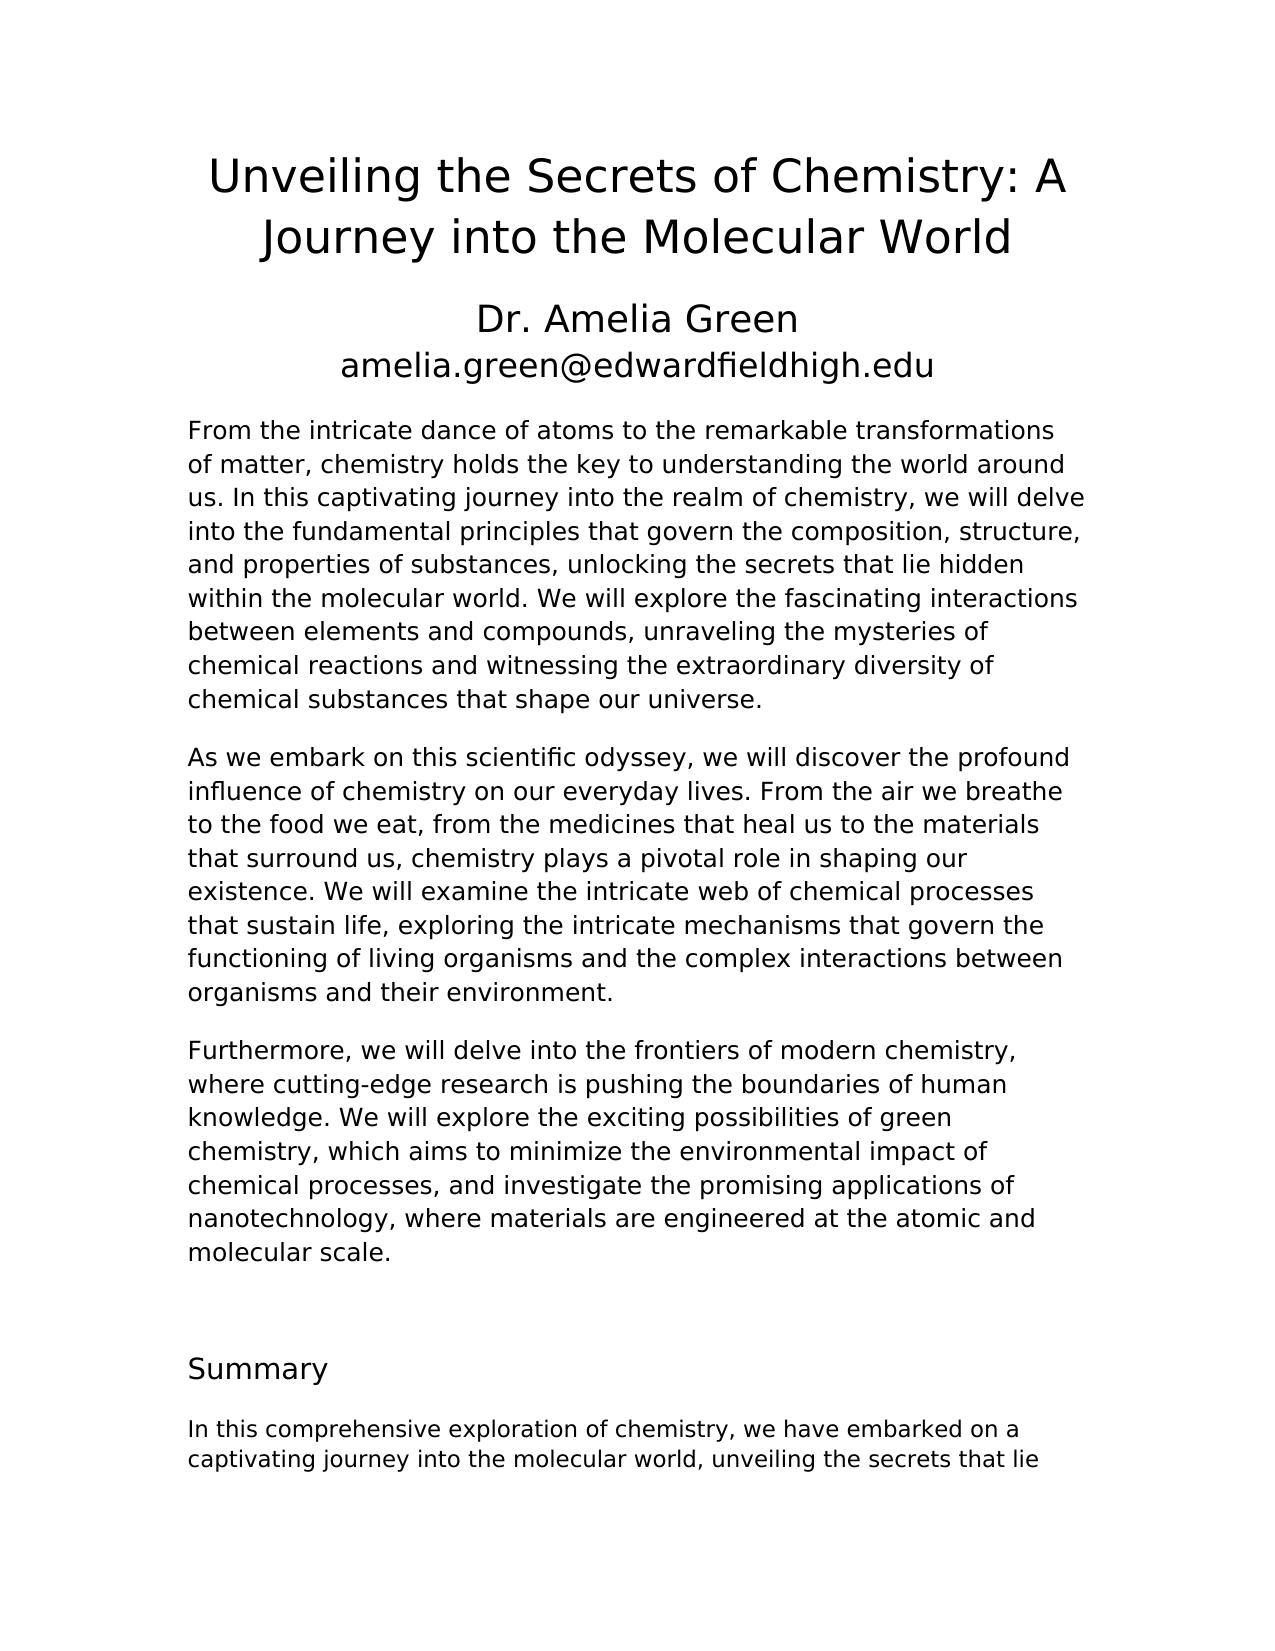 Unveiling the Secrets of Chemistry: A
Journey into the Molecular World
Dr. Amelia Green
amelia.green@edwardfieldhigh.edu
From the intricate dance of atoms to the remarkable transformations
of matter, chemistry holds the key to understanding the world around
us. In this captivating journey into the realm of chemistry, we will delve
into the fundamental principles that govern the composition, structure,
and properties of substances, unlocking the secrets that lie hidden
within the molecular world. We will explore the fascinating interactions
between elements and compounds, unraveling the mysteries of
chemical reactions and witnessing the extraordinary diversity of
chemical substances that shape our universe.
As we embark on this scientific odyssey, we will discover the profound
influence of chemistry on our everyday lives. From the air we breathe
to the food we eat, from the medicines that heal us to the materials
that surround us, chemistry plays a pivotal role in shaping our
existence. We will examine the intricate web of chemical processes
that sustain life, exploring the intricate mechanisms that govern the
functioning of living organisms and the complex interactions between
organisms and their environment.
Furthermore, we will delve into the frontiers of modern chemistry,
where cutting-edge research is pushing the boundaries of human
knowledge. We will explore the exciting possibilities of green
chemistry, which aims to minimize the environmental impact of
chemical processes, and investigate the promising applications of
nanotechnology, where materials are engineered at the atomic and
molecular scale.
Summary
In this comprehensive exploration of chemistry, we have embarked on a
captivating journey into the molecular world, unveiling the secrets that lie